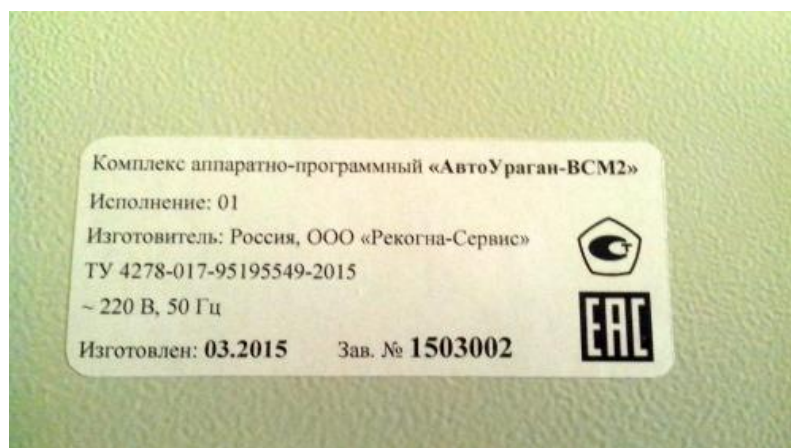 Комплекс аппаратно-программный «АвтоУраган-ВСМ2»
Исполнение: 01
Изготовитель: Россия, ООО «Рекогна-Сервис»
ТУ 4278-017-95195549-2015
~ 220 В, 50 Гц
Изготовлен: 03.2015 Зав. № 1503002
ЕАС